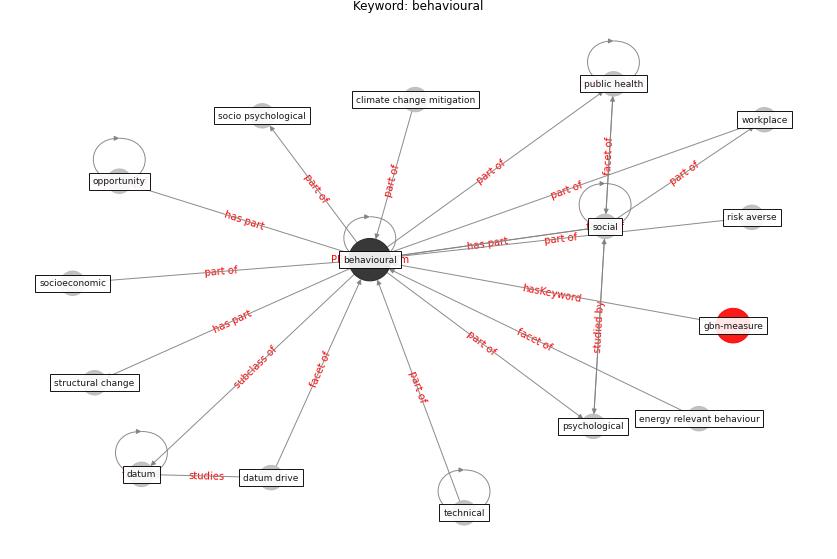 Keyword: behavioural
public health
climate change mitigation
socio psychological
workplace
facet of
part of
part of
part of
opportunity
part of
part of
risk averse
has part
social
has part
part of
behavioural
part of
socioeconomic
hasKeyword
gbn-measure
has part
studied by
facet of
part of
structural change
subclass of
facet of
part of
energy relevant behaviour
psychological
datum
studies
datum drive
technical